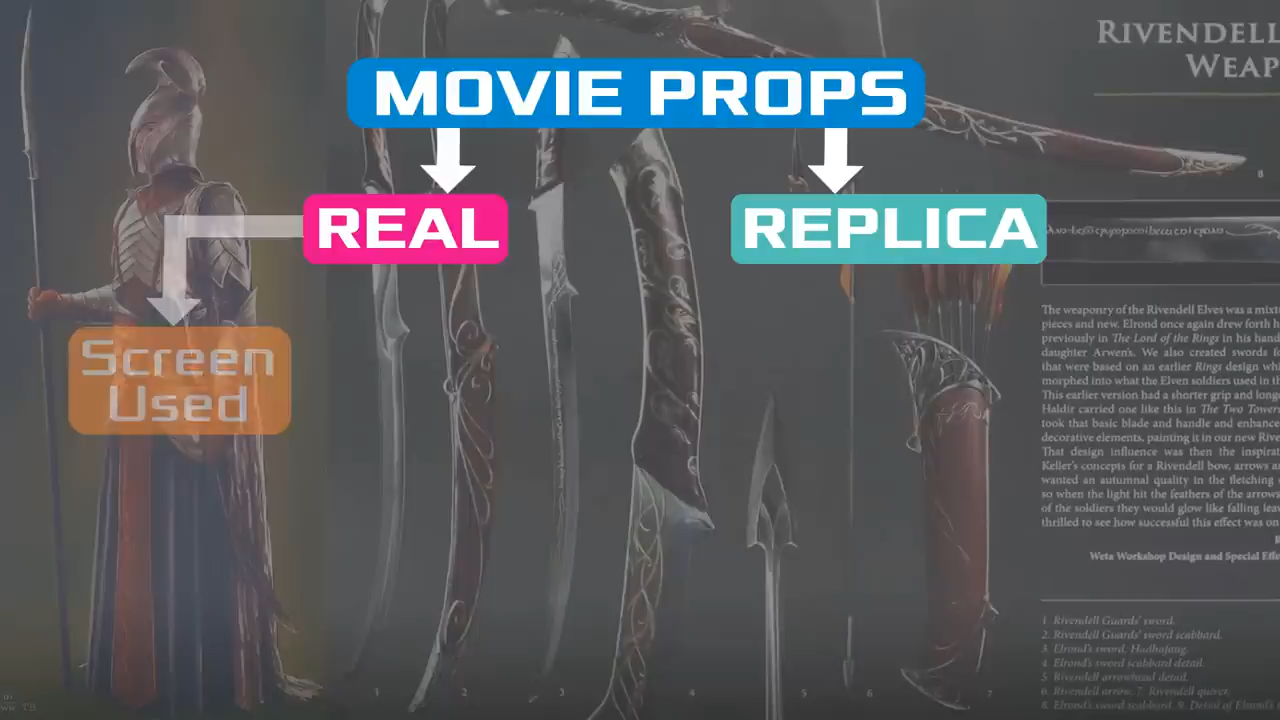 RIVENDELL
WEAP
MOVIE PROPS
REAL
REPLICA
Screen
Used
8
The weaponry of the Rivendell Elves was a mixt
pieces and new. Elrond once again drew forth h
previously in The Lord of the Rings in his hand
daughter Arwen's. We also created swords fo
that were based on an earlier Rings design whi
morphed into what the Elven soldiers used in th
This earlier version had a shorter grip and long
Haldir carried one like this in The Two Towers
took that basic blade and handle and enhance
decorative elements, painting it in our new Rive
That design influence was then the inspirat
Keller's concepts for a Rivendell bow, arrows a
wanted an autumnal quality in the fletching
so when the light hit the feathers of the arrows
of the soldiers they would glow like falling leav
thrilled to see how successful this effect was on
Weta Workshop Design and Special Effe
1. Rivendell Guards' sword.
2. Rivendell Guards' sword scabbard.
3. Elrond's sword, Hadhafang.
4. Elrond's sword scabbard detail.
5. Rivendell arrowhead detail.
6. Rivendell arrow. 7. Rivendell quiver.
8. Elrond's sword scabbard. 9. Detail of Elrond's
1 2 3 4 5 6 7